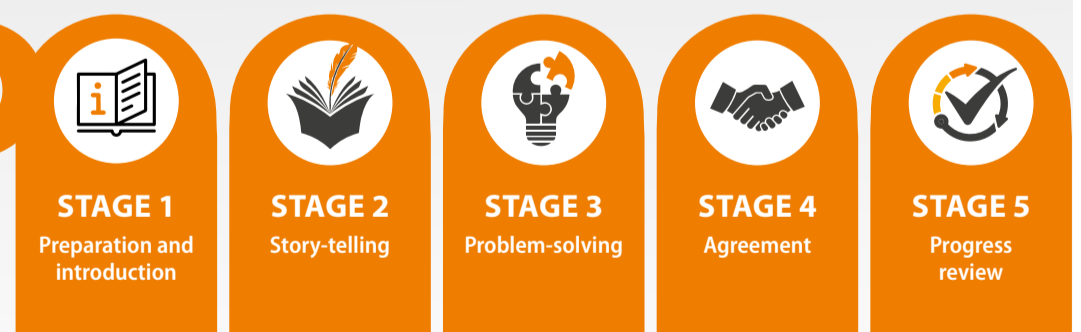 i
STAGE 1
Preparation and
introduction
STAGE 2
Story-telling
STAGE 3
Problem-solving
STAGE 4
Agreement
STAGE 5
Progress
review